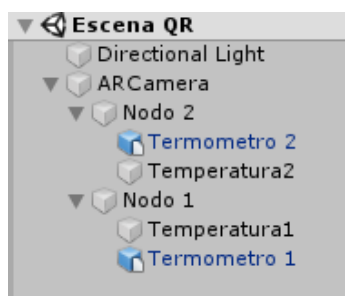 Escena QR
Directional Light
ARCamera
Nodo 2
Termometro 2
Temperatura2
Nodo 1
Temperatura1
Termometro 1